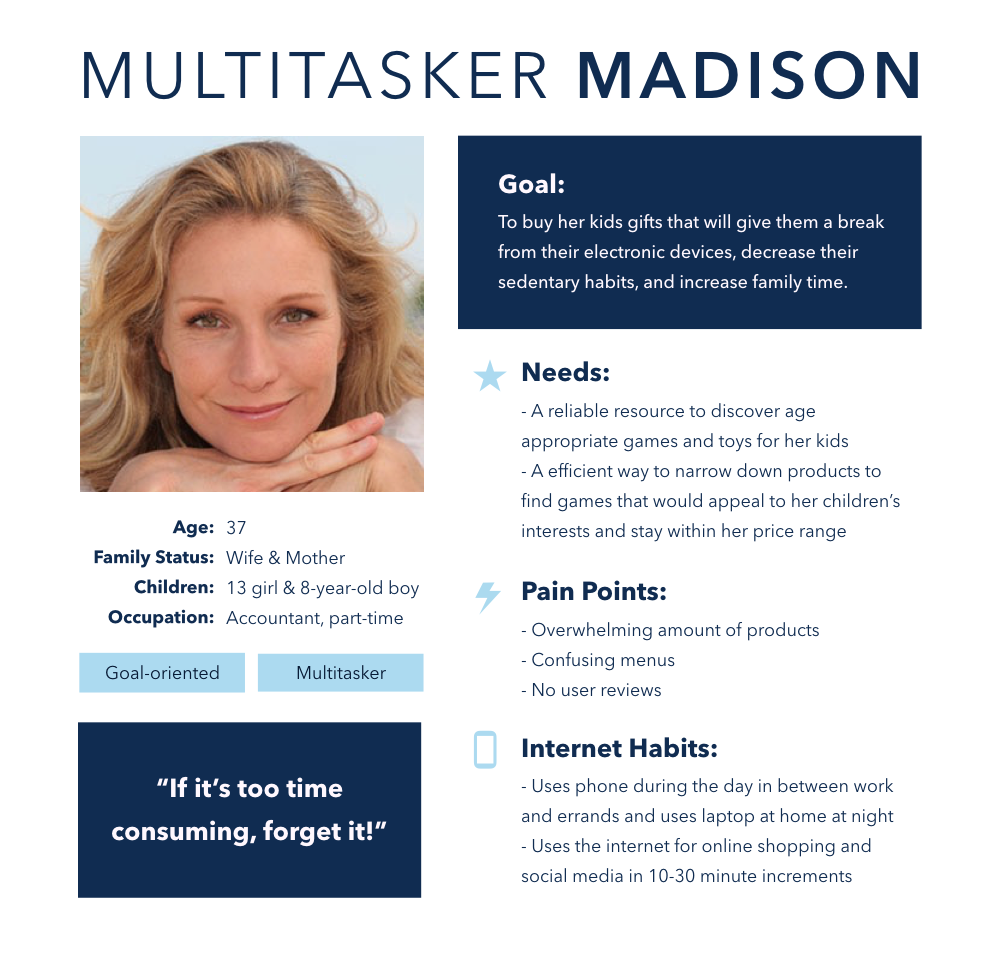 MULTITASKER MADISON
Age: 37
Family Status: Wife & Mother
Children: 13 girl & 8-year-old boy
Occupation: Accountant, part-time
Goal-oriented
Multitasker
“If it’s too time
consuming, forget it!”
Goal:
To buy her kids gifts that will give them a break
from their electronic devices, decrease their
sedentary habits, and increase family time.
Needs:
- A reliable resource to discover age
appropriate games and toys for her kids
- A efficient way to narrow down products to
find games that would appeal to her children’s
interests and stay within her price range
Pain Points:
- Overwhelming amount of products
- Confusing menus
- No user reviews
Internet Habits:
- Uses phone during the day in between work
and errands and uses laptop at home at night
- Uses the internet for online shopping and
social media in 10-30 minute increments